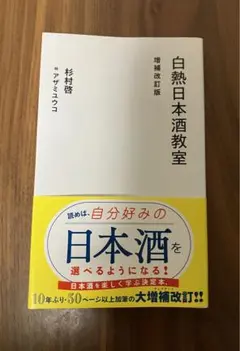 白熱日本酒教室
増補改訂版
杉村啓
画 アザミユウコ
読めば、自分好みの
日本酒を
選べるようになる!
日本酒を楽しく学ぶ決定本、
10年ぶり・50ページ以上加筆の大増補改訂!!